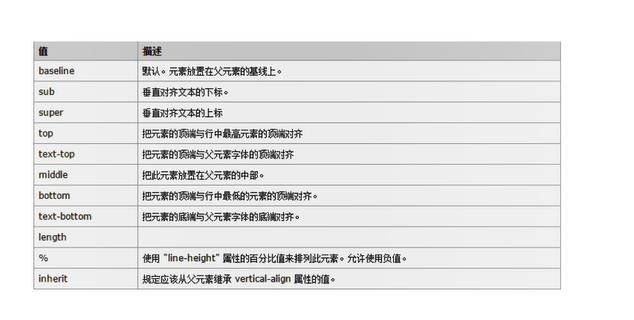 值 描述
baseline 默认。元素放置在父元素的基线上。
sub 垂直对齐文本的下标。
super 垂直对齐文本的上标
top 把元素的顶端与行中最高元素的顶端对齐
text-top 把元素的顶端与父元素字体的顶端对齐
middle 把此元素放置在父元素的中部。
bottom 把元素的顶端与行中最低的元素的顶端对齐。
text-bottom 把元素的底端与父元素字体的底端对齐。
length
% 使用 "line-height" 属性的百分比值来排列此元素。允许使用负值。
inherit 规定应该从父元素继承 vertical-align 属性的值。